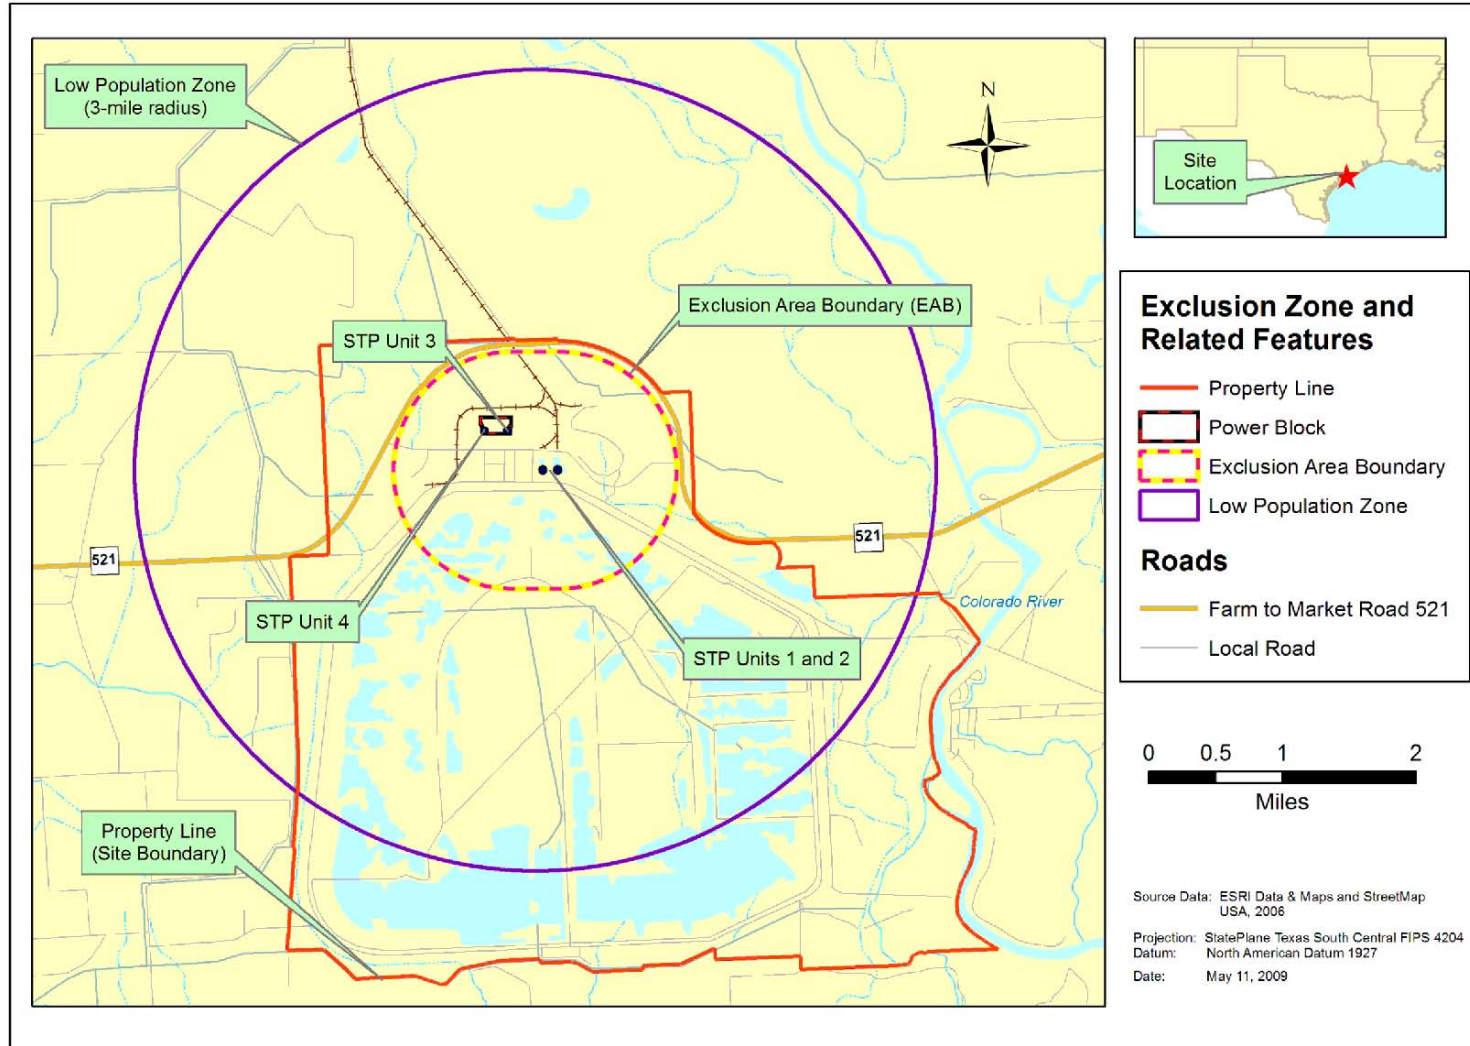 Low Population Zone
(3-mile radius)
N
Site
Location
Exclusion Area Boundary (EAB)
STP Unit 3
521
521
STP Unit 4
Colorado River
STP Units 1 and 2
Property Line
(Site Boundary)
Exclusion Zone and
Related Features
Property Line
Power Block
Exclusion Area Boundary
Low Population Zone
Roads
Farm to Market Road 521
Local Road
0 0.5 1 2
Miles
Source Data: ESRI Data & Maps and StreetMap
USA, 2006
Projection: StatePlane Texas South Central FIPS 4204
Datum: North American Datum 1927
Date: May 11, 2009